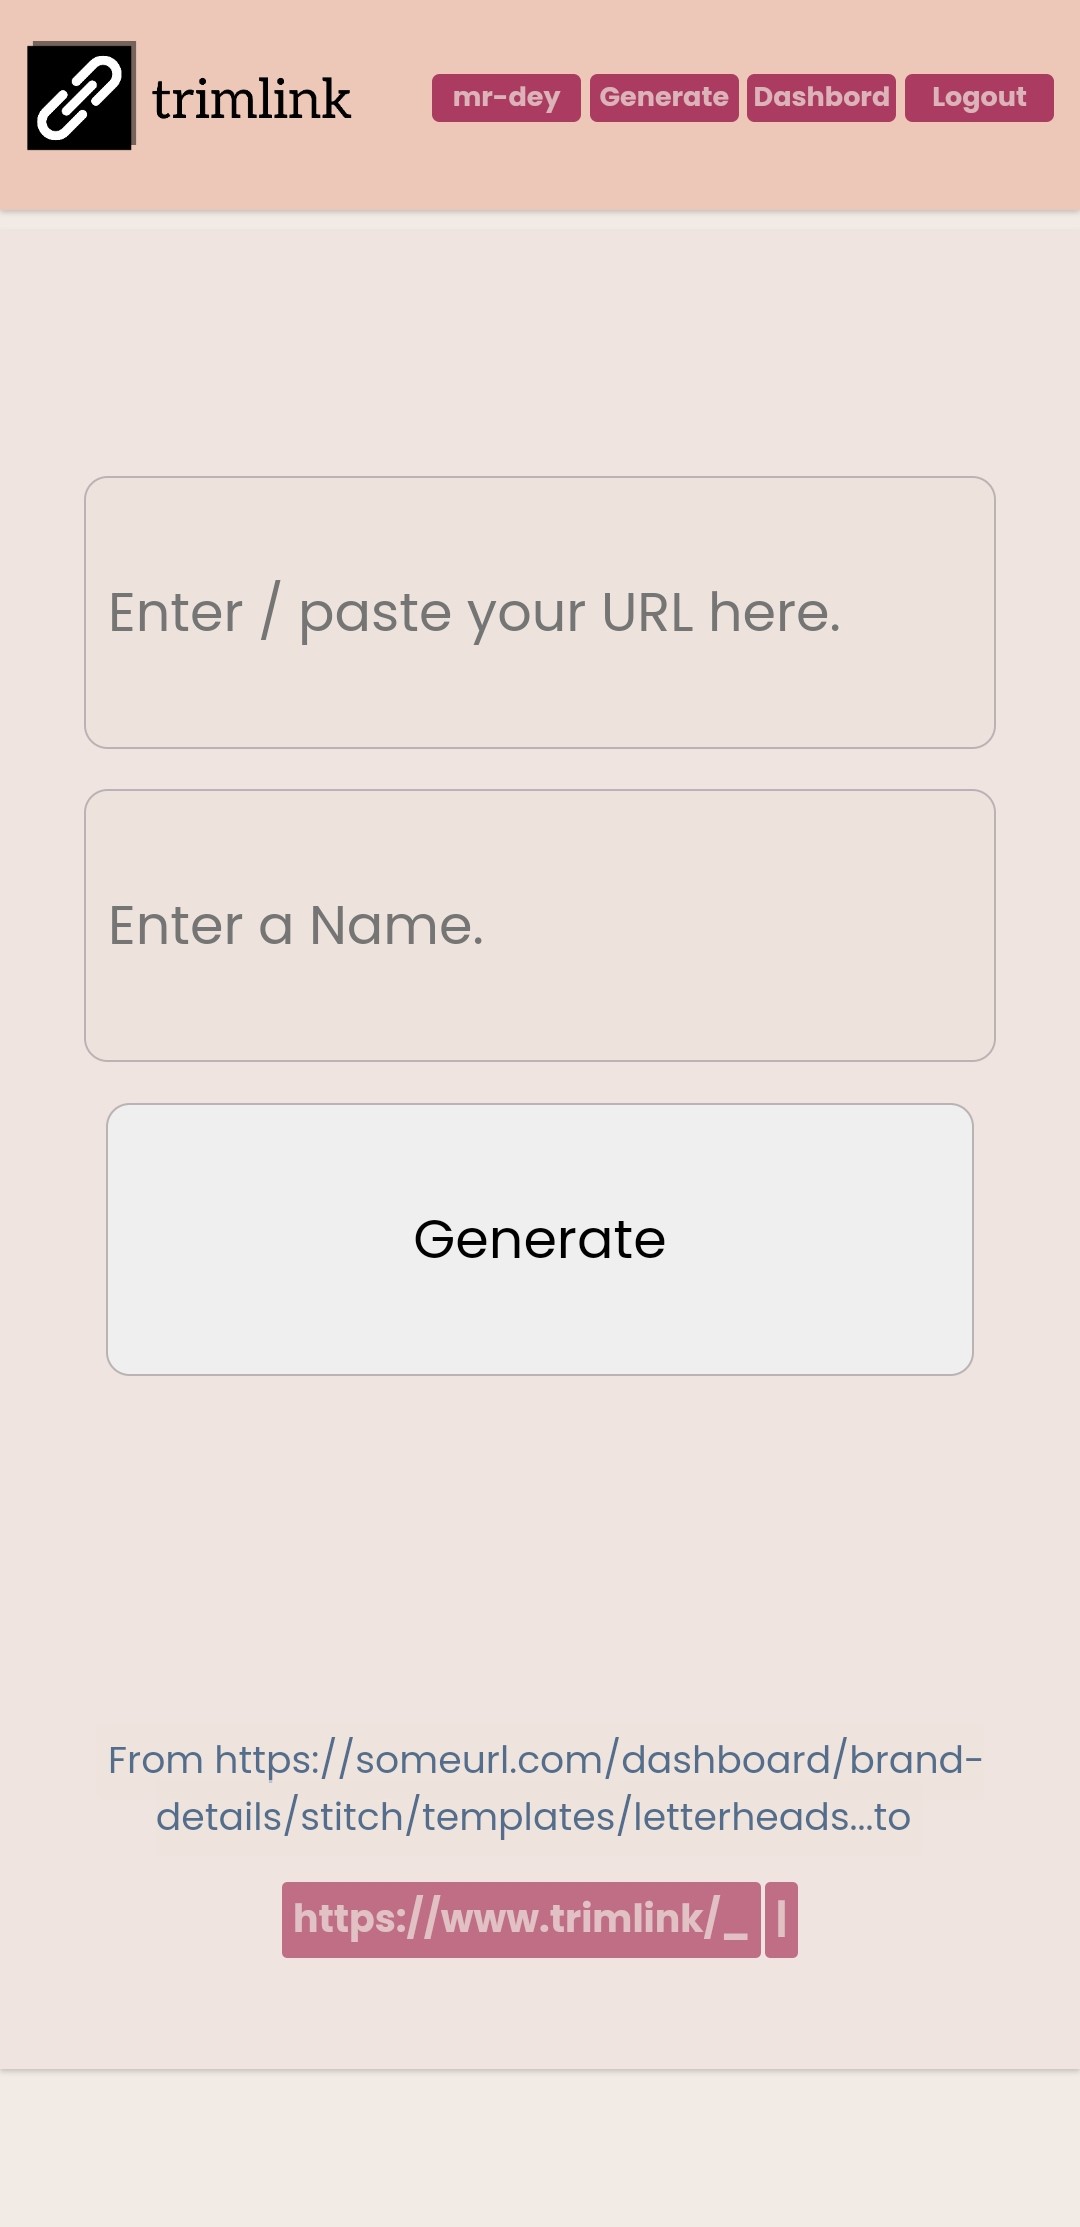 trimlink
mr-dey
Generate
Dashbord
Logout
Enter / paste your URL here.
Enter a Name.
Generate
From https://someurl.com/dashboard/brand-
details/stitch/templates/letterheads...to
https://www.trimlink/_ |